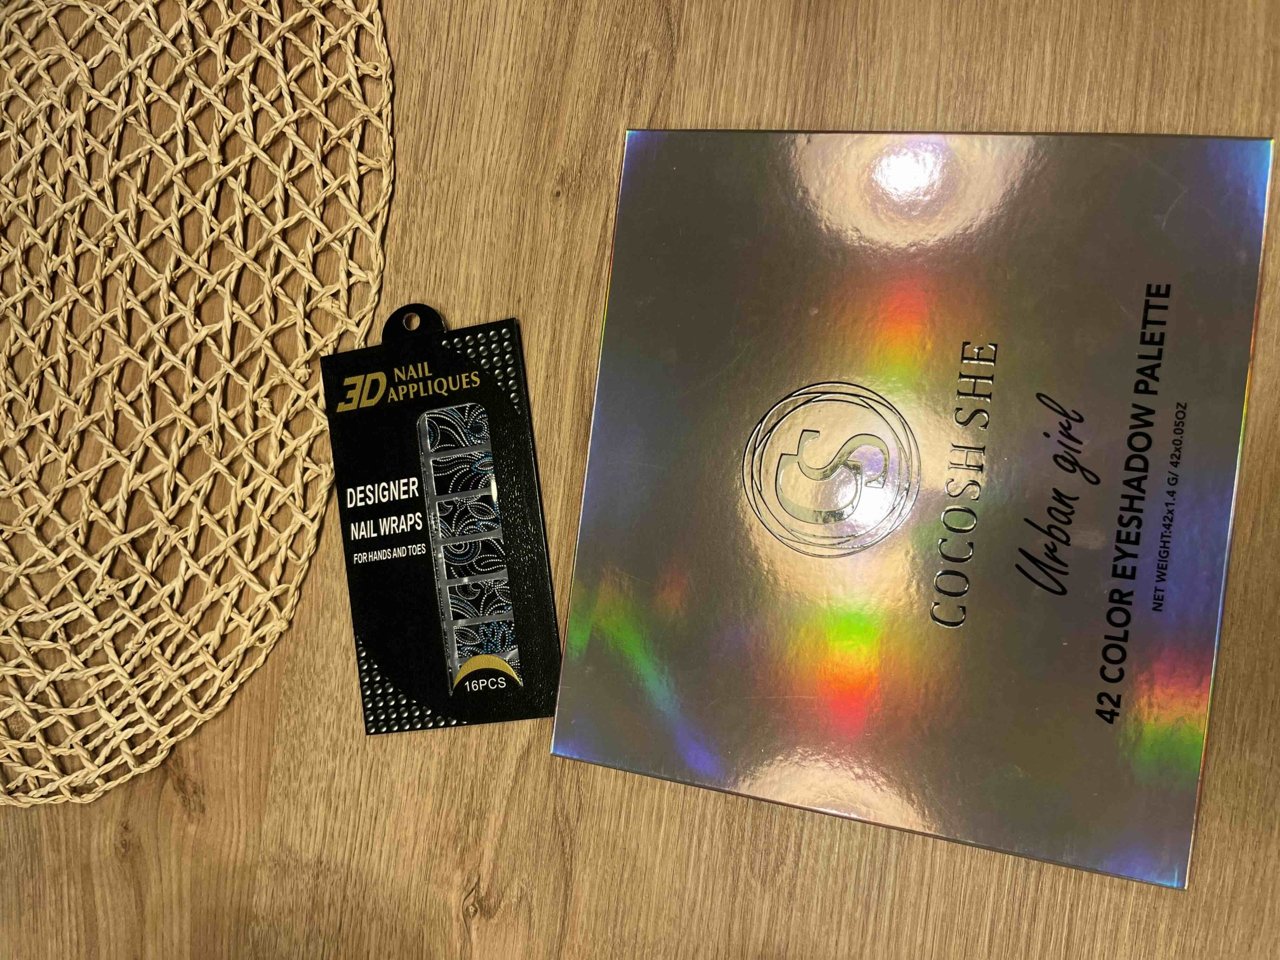 3D NAIL
APPLIQUES
DESIGNER
NAIL WRAPS
FOR HANDS AND TOES
16PCS
CS
COCOSH SHE
Urban girl
42 COLOR EYESHADOW PALETTE
NET WEIGHT:42x1.4 G/ 42x0.05OZ